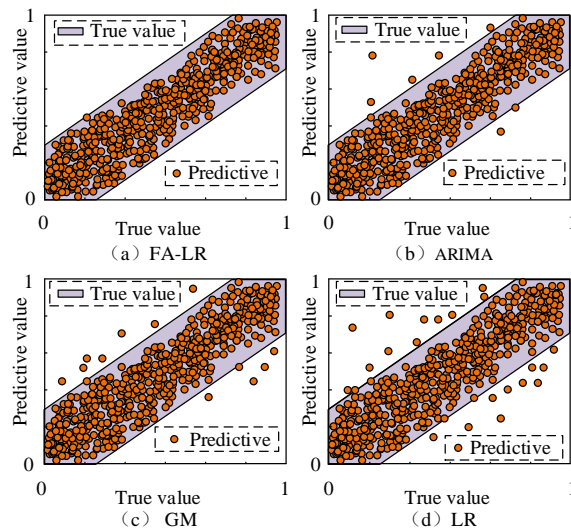 1
True value
Predictive value
Predictive
0
0
True value
1
（a）FA-LR
1
True value
Predictive value
Predictive
0
0
True value
1
（b）ARIMA
1
True value
Predictive value
Predictive
0
0
True value
1
（c）GM
1
True value
Predictive value
Predictive
0
0
True value
1
（d）LR